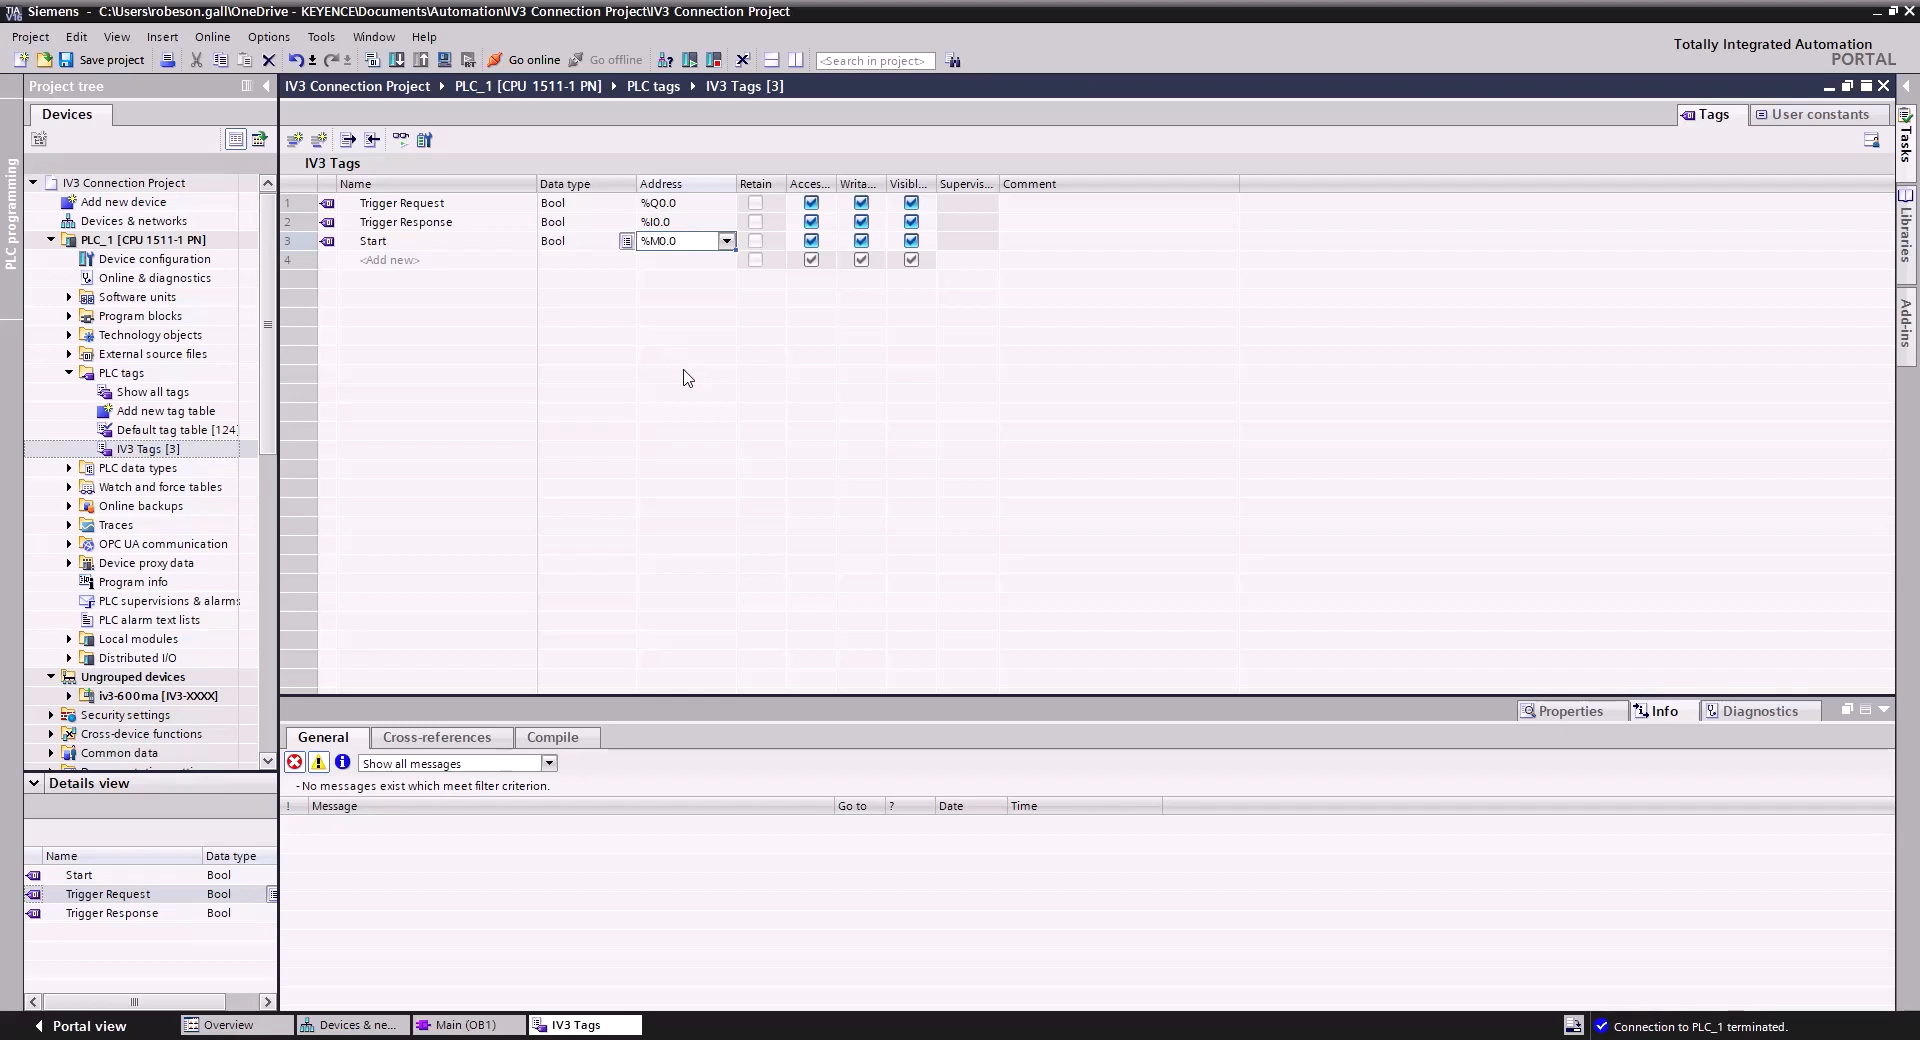 Siemens - C:\Users\robeson.gall\OneDrive - KEYENCE\Documents\Automation\IV3 Connection Project\IV3 Connection Project
Project Edit View Insert Online Options Tools Window Help
Totally Integrated Automation
PORTAL
Save project
Go online
Go offline
<Search in project>
Project tree
IV3 Connection Project PLC_1 [CPU 1511-1 PN] PLC tags IV3 Tags [3]
Devices
Tags
User constants
PLC programming
Tasks
Libraries
Add-ins
IV3 Tags
Name Data type Address Retain Acces... Writa... Visibl... Supervis... Comment
1 Trigger Request Bool %Q0.0
2 Trigger Response Bool %I0.0
3 Start Bool %M0.0
4 <Add new>
IV3 Connection Project
Add new device
Devices & networks
PLC_1 [CPU 1511-1 PN]
Device configuration
Online & diagnostics
Software units
Program blocks
Technology objects
External source files
PLC tags
Show all tags
Add new tag table
Default tag table [124]
IV3 Tags [3]
PLC data types
Watch and force tables
Online backups
Traces
OPC UA communication
Device proxy data
Program info
PLC supervisions & alarms
PLC alarm text lists
Local modules
Distributed I/O
Ungrouped devices
iv3-600ma [IV3-XXXX]
Security settings
Cross-device functions
Common data
Properties Info Diagnostics
General Cross-references Compile
Show all messages
- No messages exist which meet filter criterion.
! Message Go to ? Date Time
Details view
Name Data type
Start Bool
Trigger Request Bool
Trigger Response Bool
Portal view
Overview
Devices & ne...
Main (OB1)
IV3 Tags
Connection to PLC_1 terminated.